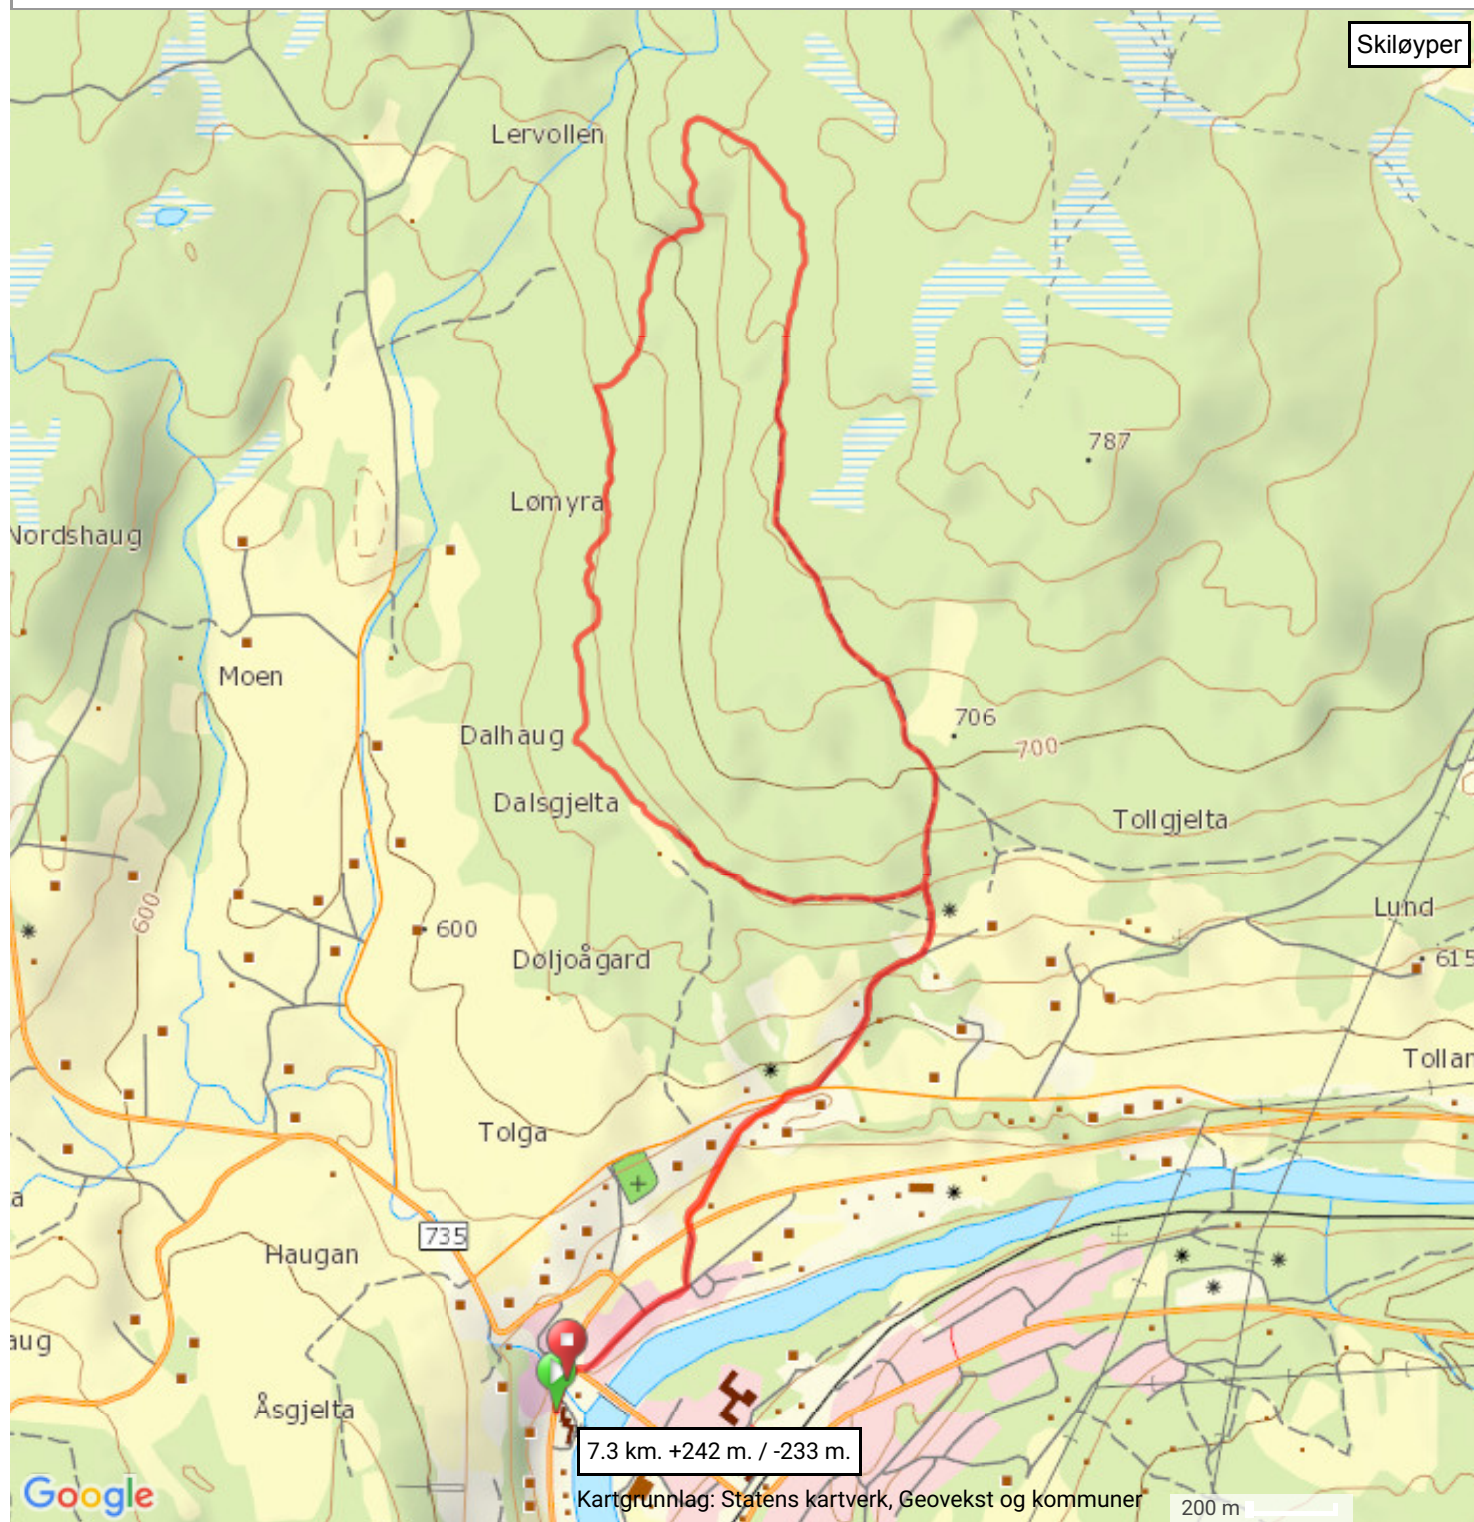 Skiløyper
Lervollen
787
Lømyra
Nordshaug
Moen
706
Dalhaug
700
Dalsgjelta
Tollgjelta
600
Lund
600
Døljoågard
615
Tolga
735
Haugan
Åsgjelta
7.3 km. +242 m. / -233 m.
Google
Kartgrunnlag: Statens kartverk, Geovekst og kommuner
200 m